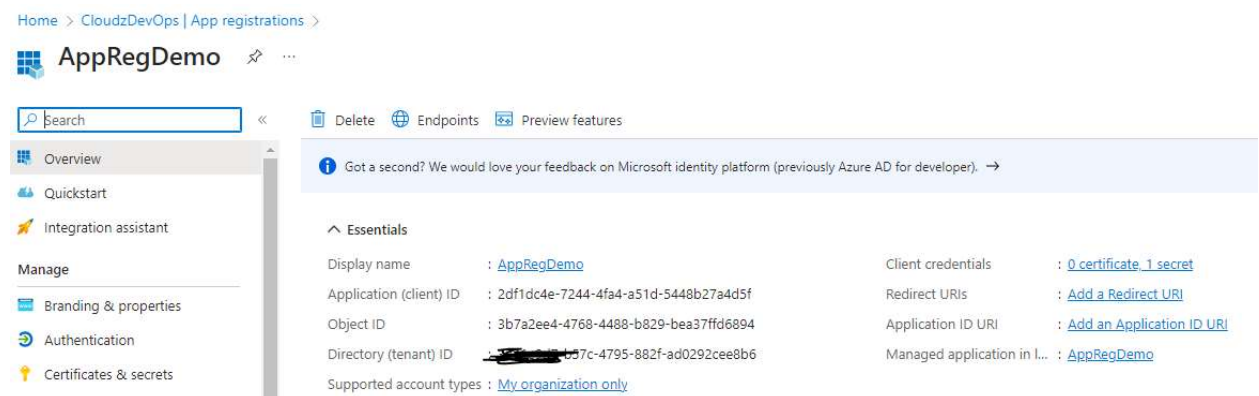 Home > CloudzDevOps | App registrations >
AppRegDemo
Search
Delete Endpoints Preview features
Overview
Got a second? We would love your feedback on Microsoft identity platform (previously Azure AD for developer). →
Quickstart
Integration assistant
Essentials
Manage
Display name : AppRegDemo
Client credentials : 0 certificate, 1 secret
Branding & properties
Application (client) ID : 2df1dc4e-7244-4fa4-a51d-5448b27a4d5f
Redirect URIs : Add a Redirect URI
Authentication
Object ID : 3b7a2ee4-4768-4488-b829-bea37ffd6894
Application ID URI : Add an Application ID URI
Certificates & secrets
Directory (tenant) ID : 57c-4795-882f-ad0292cee8b6
Managed application in l... : AppRegDemo
Supported account types : My organization only